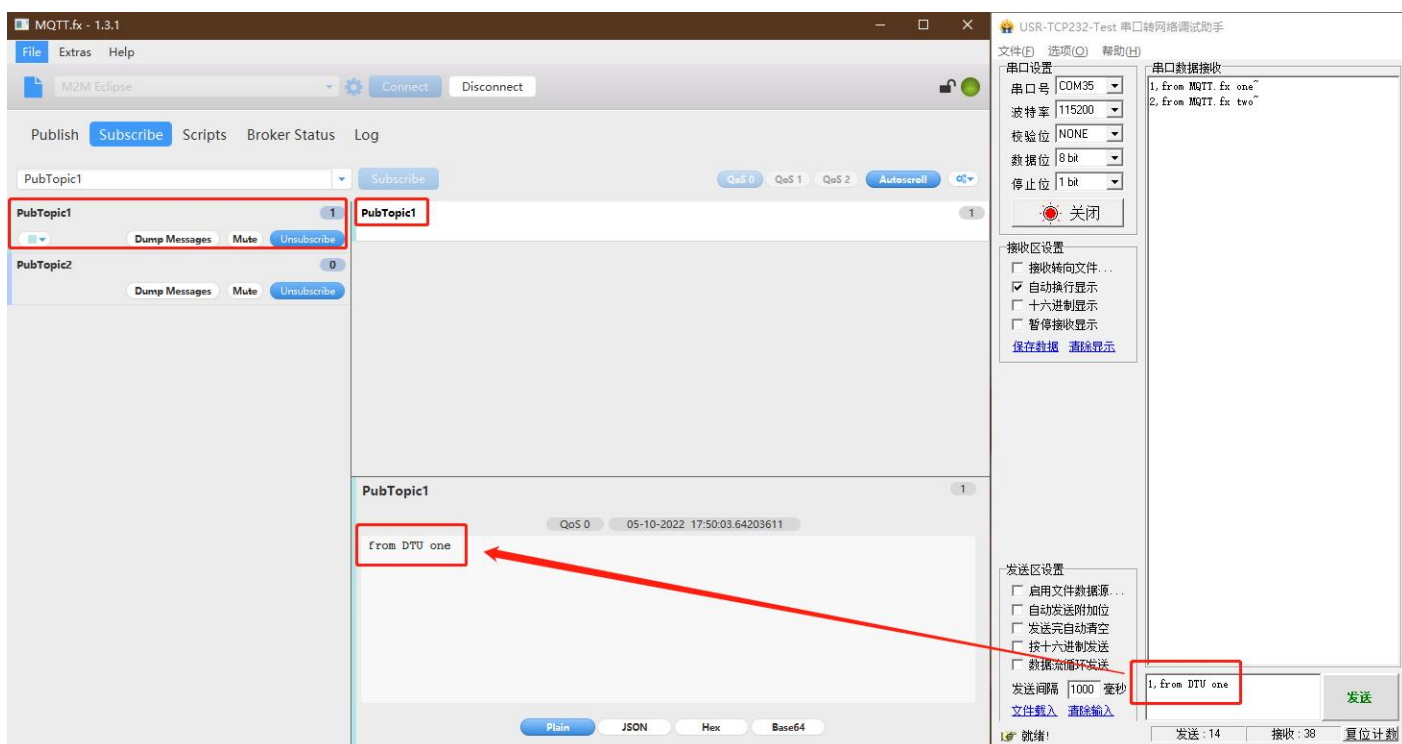 MQTT.fx - 1.3.1
File Extras Help
M2M Eclipse
Connect Disconnect
Publish Subscribe Scripts Broker Status Log
PubTopic1
Subscribe
QoS 0 QoS 1 QoS 2 Autoscroll
PubTopic1 1
Dump Messages Mute Unsubscribe
PubTopic2 0
Dump Messages Mute Unsubscribe
PubTopic1 1
PubTopic1 1
QoS 0 05-10-2022 17:50:03.64203611
from DTU one
Plain JSON Hex Base64
USR-TCP232-Test 串口转网络调试助手
文件(F) 选项(O) 帮助(H)
串口设置
串口号 COM35
波特率 115200
校验位 NONE
数据位 8 bit
停止位 1 bit
关闭
接收区设置
接收转向文件...
自动换行显示
十六进制显示
暂停接收显示
保存数据 清除显示
发送区设置
启用文件数据源...
自动发送附加位
发送完自动清空
按十六进制发送
数据流循环发送
发送间隔 1000 毫秒
文件载入 清除输入
串口数据接收
1,from MQTT.fx one~
2,from MQTT.fx two~
1,from DTU one
发送
就绪! 发送:14 接收:38 复位计数